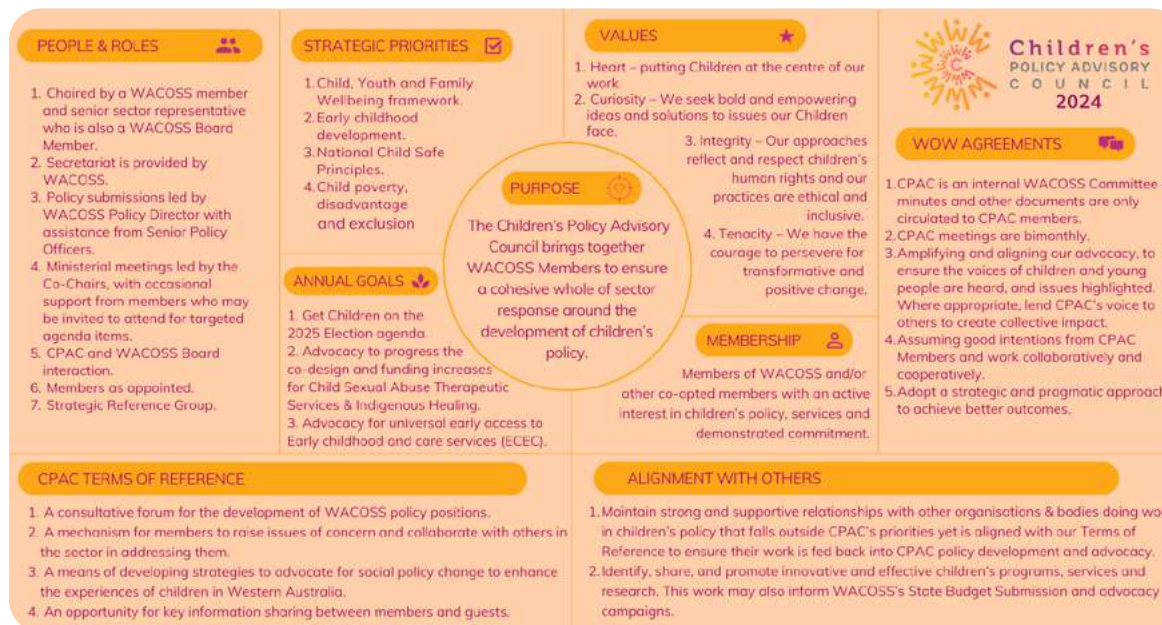 PEOPLE & ROLES
1. Chaired by a WACOSS member
and senior sector representative
who is also a WACOSS Board
Member.
2. Secretariat is provided by
WACOSS.
3. Policy submissions led by
WACOSS Policy Director with
assistance from Senior Policy
Officers.
4. Ministerial meetings led by the
Co-Chairs, with occasional
support from members who may
be invited to attend for targeted
agenda items.
5. CPAC and WACOSS Board
interaction.
6. Members as appointed.
7. Strategic Reference Group.
STRATEGIC PRIORITIES
1. Child, Youth and Family
Wellbeing framework.
2. Early childhood
development.
3. National Child Safe
Principles.
4. Child poverty,
disadvantage
and exclusion
ANNUAL GOALS
1. Get Children on the
2025 Election agenda.
2. Advocacy to progress the
co-design and funding increases
for Child Sexual Abuse Therapeutic
Services & Indigenous Healing.
3. Advocacy for universal early access to
Early childhood and care services (ECEC).
PURPOSE
The Children's Policy Advisory
Council brings together
WACOSS Members to ensure
a cohesive whole of sector
response around the
development of children's
policy.
VALUES
1. Heart – putting Children at the centre of our
work.
2. Curiosity – We seek bold and empowering
ideas and solutions to issues our Children
face.
3. Integrity – Our approaches
reflect and respect children's
human rights and our
practices are ethical and
inclusive.
4. Tenacity – We have the
courage to persevere for
transformative and
positive change.
MEMBERSHIP
Members of WACOSS and/or
other co-opted members with an active
interest in children's policy, services and
demonstrated commitment.
Children's
POLICY ADVISORY
COUNCIL
2024
WOW AGREEMENTS
1. CPAC is an internal WACOSS Committee
minutes and other documents are only
circulated to CPAC members.
2. CPAC meetings are bimonthly.
3. Amplifying and aligning our advocacy, to
ensure the voices of children and young
people are heard, and issues highlighted.
Where appropriate, lend CPAC's voice to
others to create collective impact.
4. Assuming good intentions from CPAC
Members and work collaboratively and
cooperatively.
5. Adopt a strategic and pragmatic approach
to achieve better outcomes.
CPAC TERMS OF REFERENCE
1. A consultative forum for the development of WACOSS policy positions.
2. A mechanism for members to raise issues of concern and collaborate with others in
the sector in addressing them.
3. A means of developing strategies to advocate for social policy change to enhance
the experiences of children in Western Australia.
4. An opportunity for key information sharing between members and guests.
ALIGNMENT WITH OTHERS
1. Maintain strong and supportive relationships with other organisations & bodies doing wo
in children's policy that falls outside CPAC's priorities yet is aligned with our Terms of
Reference to ensure their work is fed back into CPAC policy development and advocacy.
2. Identify, share, and promote innovative and effective children's programs, services and
research. This work may also inform WACOSS's State Budget Submission and advocacy
campaigns.